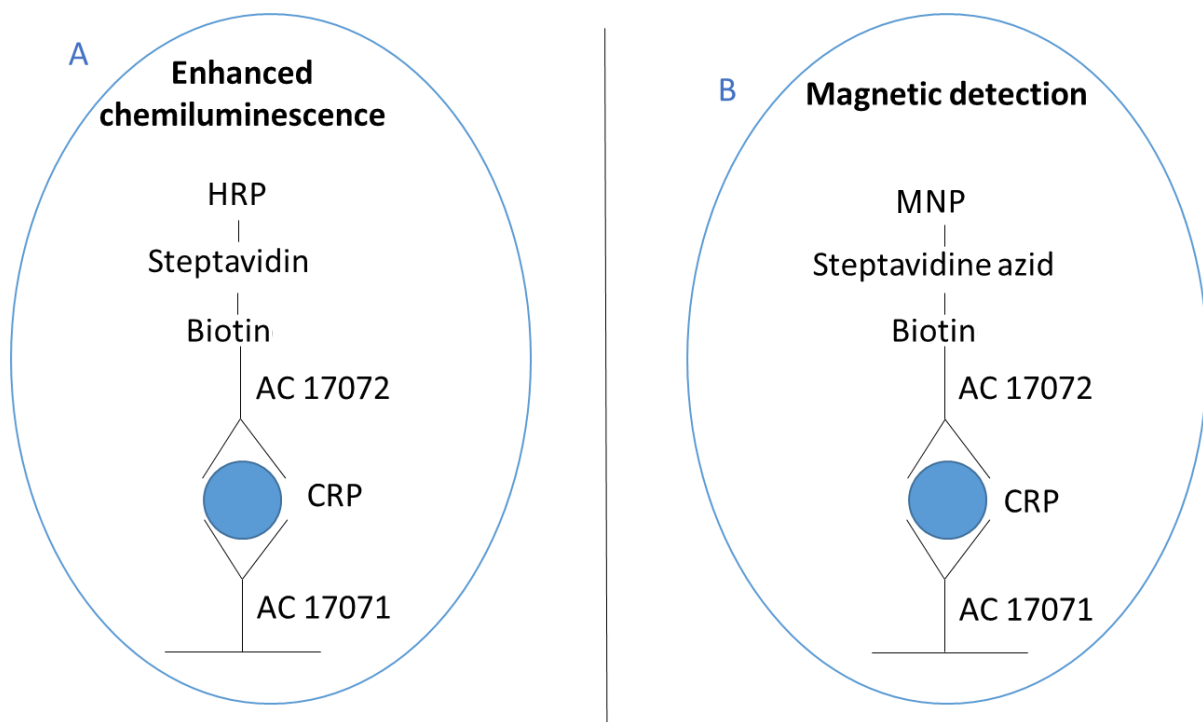 A
Enhanced
chemiluminescence
HRP
Steptavidin
Biotin
AC 17072
CRP
AC 17071
B
Magnetic detection
MNP
Steptavidine azid
Biotin
AC 17072
CRP
AC 17071